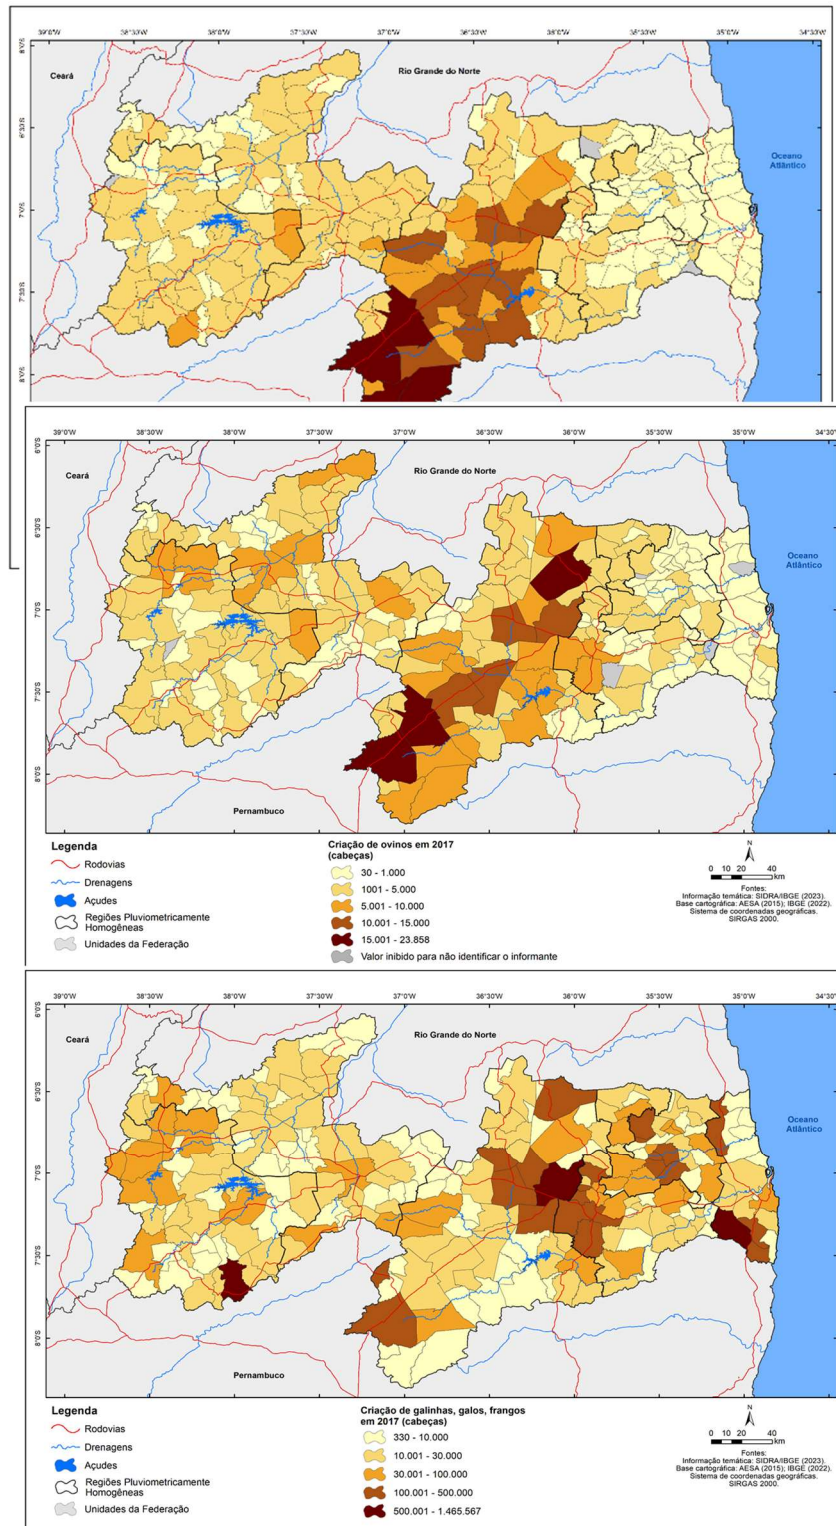 39°0'W 38°30'W 38°0'W 37°30'W 37°0'W 36°30'W 36°0'W 35°30'W 35°0'W 34°30'W
6°0'S
Ceará
Rio Grande do Norte
6°30'S
Oceano
Atlântico
7°0'S
7°30'S
8°0'S
39°0'W 38°30'W 38°0'W 37°30'W 37°0'W 36°30'W 36°0'W 35°30'W 35°0'W 34°30'W
6°0'S
Ceará
Rio Grande do Norte
6°30'S
Oceano
Atlântico
7°0'S
7°30'S
8°0'S
Pernambuco
Legenda
Rodovias
Drenagens
Açudes
Regiões Pluviometricamente
Homogêneas
Unidades da Federação
Criação de ovinos em 2017
(cabeças)
30 - 1.000
1001 - 5.000
5.001 - 10.000
10.001 - 15.000
15.001 - 23.858
Valor inibido para não identificar o informante
N
0 10 20 40
km
Fontes:
Informação temática: SIDRA/IBGE (2023).
Base cartográfica: AESA (2015); IBGE (2022).
Sistema de coordenadas geográficas.
SIRGAS 2000.
39°0'W 38°30'W 38°0'W 37°30'W 37°0'W 36°30'W 36°0'W 35°30'W 35°0'W 34°30'W
6°0'S
Ceará
Rio Grande do Norte
6°30'S
Oceano
Atlântico
7°0'S
7°30'S
8°0'S
Pernambuco
Legenda
Rodovias
Drenagens
Açudes
Regiões Pluviometricamente
Homogêneas
Unidades da Federação
Criação de galinhas, galos, frangos
em 2017 (cabeças)
330 - 10.000
10.001 - 30.000
30.001 - 100.000
100.001 - 500.000
500.001 - 1.465.567
N
0 10 20 40
km
Fontes:
Informação temática: SIDRA/IBGE (2023).
Base cartográfica: AESA (2015); IBGE (2022).
Sistema de coordenadas geográficas.
SIRGAS 2000.